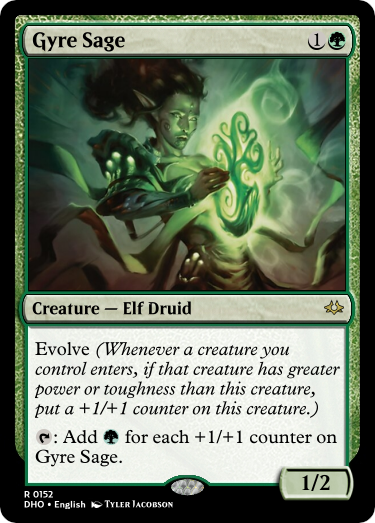 Gyre Sage 1
Creature — Elf Druid
Evolve (Whenever a creature you
control enters, if that creature has greater
power or toughness than this creature,
put a +1/+1 counter on this creature.)
: Add for each +1/+1 counter on
Gyre Sage.
1/2
R 0152
DHO • English Tyler Jacobson